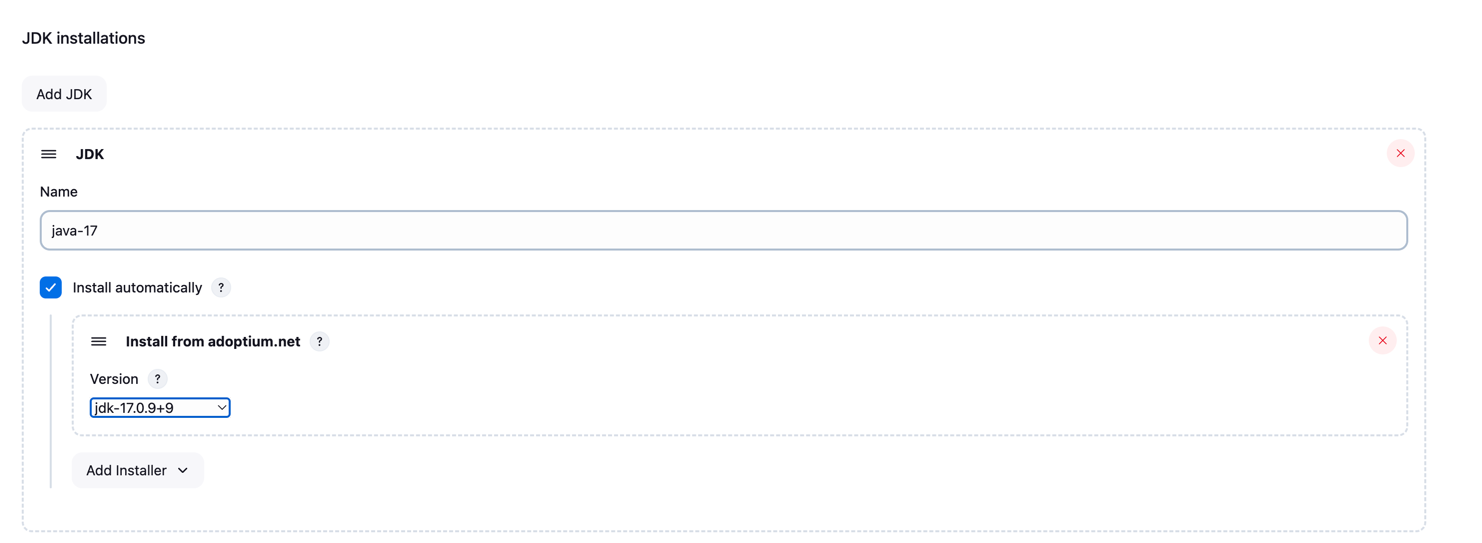 JDK installations
Add JDK
JDK
Name
java-17
Install automatically ?
Install from adoptium.net ?
Version ?
jdk-17.0.9+9
Add Installer